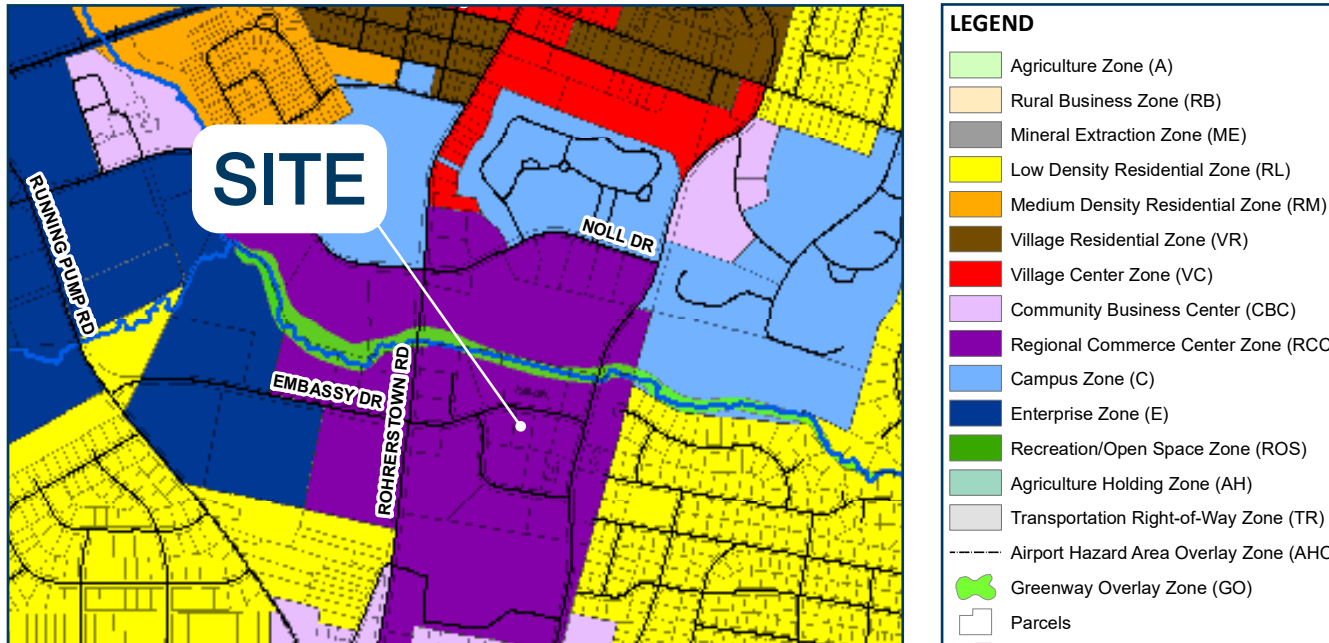 SITE
RUNNING PUMP RD
NOLL DR
EMBASSY DR
ROHRERSTOWN RD
LEGEND
Agriculture Zone (A)
Rural Business Zone (RB)
Mineral Extraction Zone (ME)
Low Density Residential Zone (RL)
Medium Density Residential Zone (RM)
Village Residential Zone (VR)
Village Center Zone (VC)
Community Business Center (CBC)
Regional Commerce Center Zone (RCC
Campus Zone (C)
Enterprise Zone (E)
Recreation/Open Space Zone (ROS)
Agriculture Holding Zone (AH)
Transportation Right-of-Way Zone (TR)
Airport Hazard Area Overlay Zone (AHO
Greenway Overlay Zone (GO)
Parcels